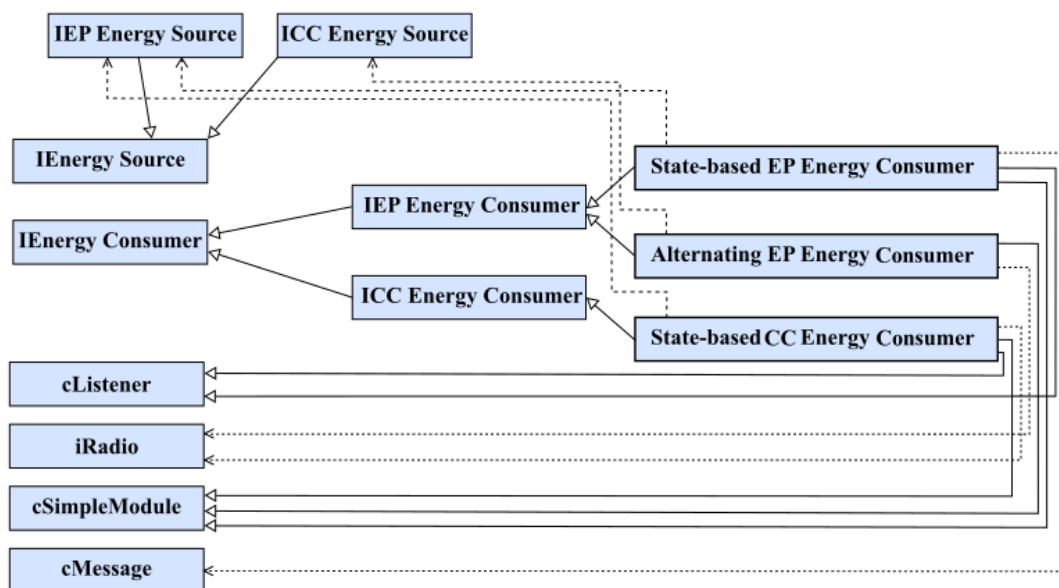 IEP Energy Source
ICC Energy Source
IEnergy Source
State-based EP Energy Consumer
IEP Energy Consumer
IEnergy Consumer
Alternating EP Energy Consumer
ICC Energy Consumer
State-based CC Energy Consumer
cListener
iRadio
cSimpleModule
cMessage